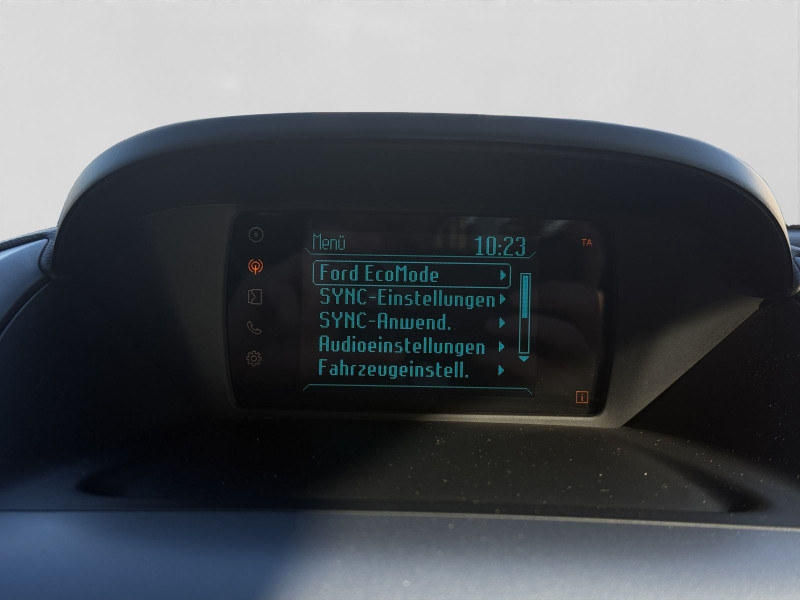 Menü 10:23 TA
Ford EcoMode
SYNC-Einstellungen
SYNC-Anwend.
Audioeinstellungen
Fahrzeugeinstell.
i